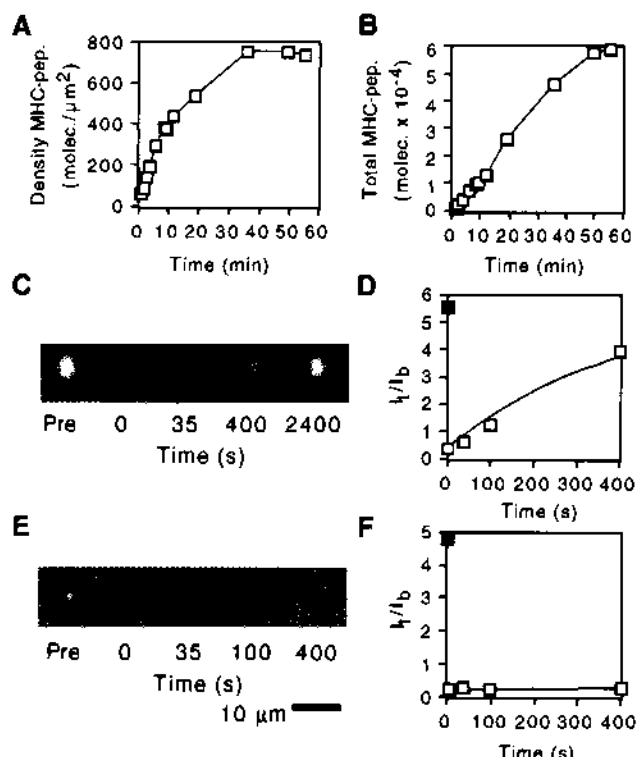 A
Density MHC-pep.
(molec./μm²)
800
600
400
200
0
0 10 20 30 40 50 60
Time (min)
B
Total MHC-pep.
(molec. x 10⁻⁴)
6
5
4
3
2
1
0
0 10 20 30 40 50 60
Time (min)
C
Pre 0 35 400 2400
Time (s)
D
Iₜ/I_b
6
5
4
3
2
1
0
0 100 200 300 400
Time (s)
E
Pre 0 35 100 400
Time (s)
10 μm
F
Iₜ/I_b
5
4
3
2
1
0
0 100 200 300 400
Time (s)